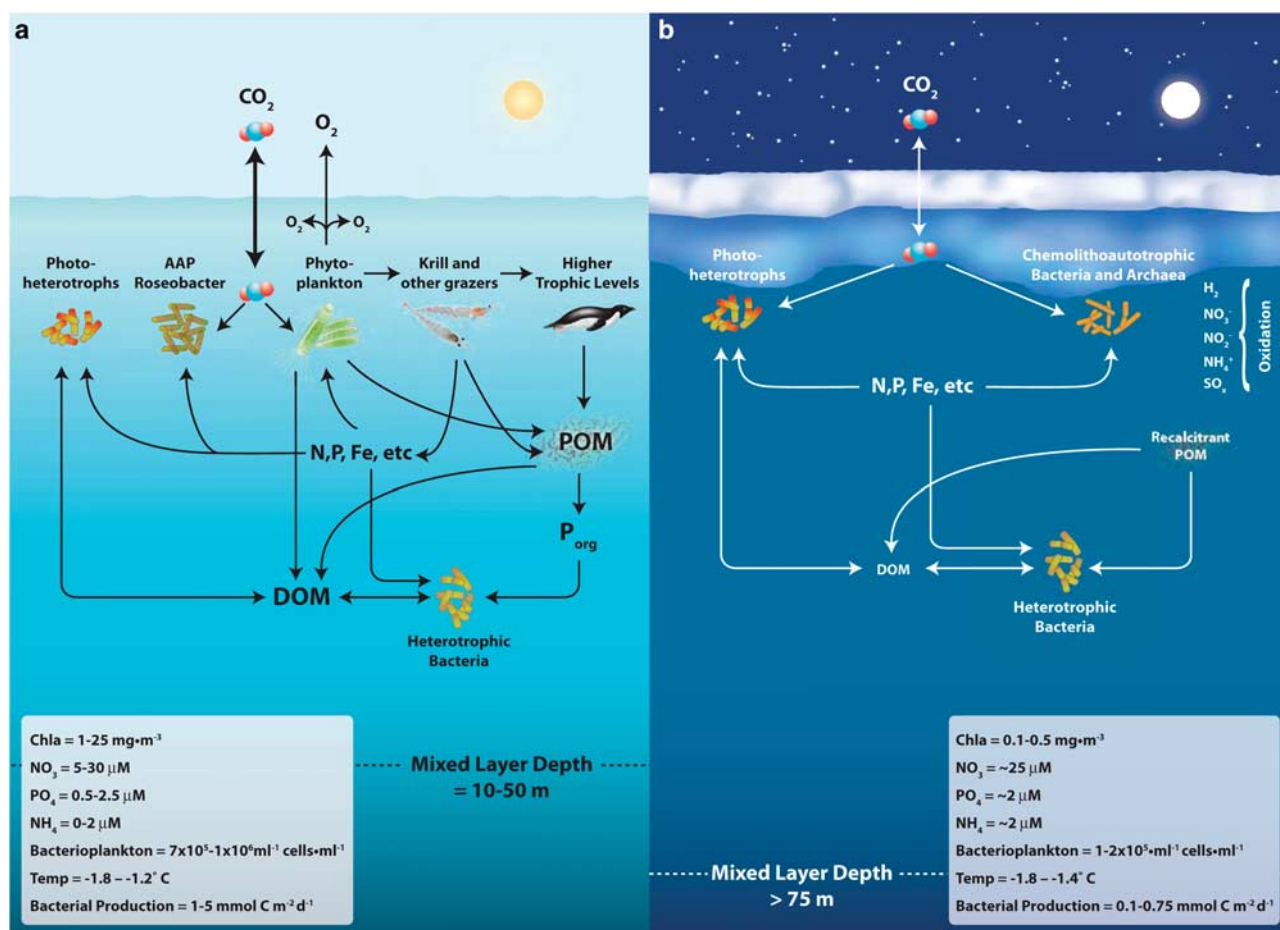 a
CO₂
O₂
O₂
O₂
Photo-
heterotrophs
AAP
Roseobacter
Phyto-
plankton
Krill and
other grazers
Higher
Trophic Levels
N,P, Fe, etc
POM
P org
DOM
Heterotrophic
Bacteria
Mixed Layer Depth
= 10-50 m
Chla = 1-25 mg•m⁻³
NO₃ = 5-30 μM
PO₄ = 0.5-2.5 μM
NH₄ = 0-2 μM
Bacterioplankton = 7x10⁵-1x10⁶ml⁻¹ cells•ml⁻¹
Temp = -1.8 – -1.2° C
Bacterial Production = 1-5 mmol C m⁻² d⁻¹
b
CO₂
Photo-
heterotrophs
Chemolithoautotrophic
Bacteria and Archaea
H₂
NO₃⁻
NO₂⁻
NH₄⁺
SOₓ
Oxidation
N,P, Fe, etc
Recalcitrant
POM
DOM
Heterotrophic
Bacteria
Mixed Layer Depth
> 75 m
Chla = 0.1-0.5 mg•m⁻³
NO₃ = ~25 μM
PO₄ = ~2 μM
NH₄ = ~2 μM
Bacterioplankton = 1-2x10⁵•ml⁻¹ cells•ml⁻¹
Temp = -1.8 – -1.4° C
Bacterial Production = 0.1-0.75 mmol C m⁻² d⁻¹